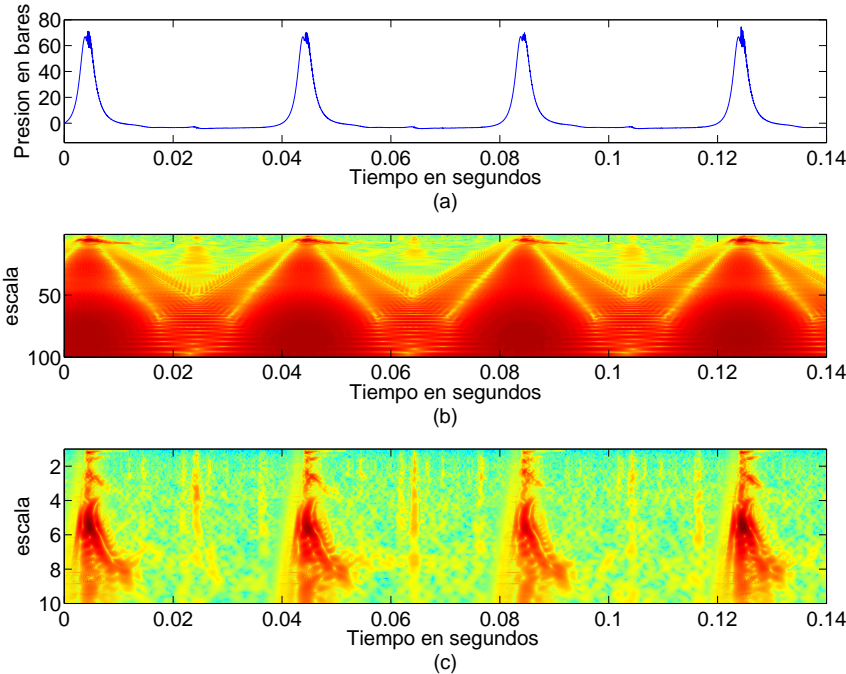 80
60
40
20
0
Presion en bares
0 0.02 0.04 0.06 0.08 0.1 0.12 0.14
Tiempo en segundos
(a)
50
100
escala
0 0.02 0.04 0.06 0.08 0.1 0.12 0.14
Tiempo en segundos
(b)
2
4
6
8
10
escala
0 0.02 0.04 0.06 0.08 0.1 0.12 0.14
Tiempo en segundos
(c)